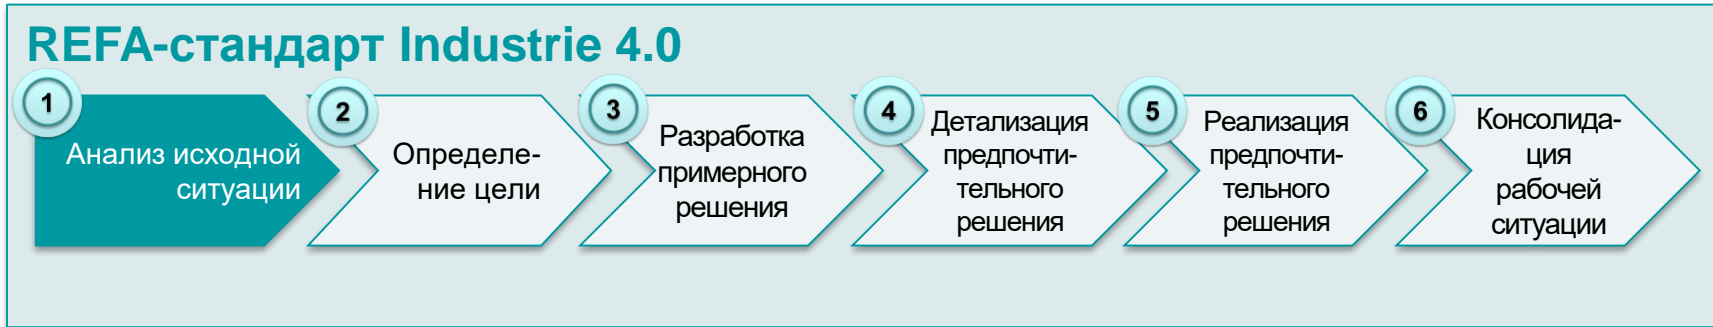 REFA-стандарт Industrie 4.0
1
Анализ исходной
ситуации
2
Определе-
ние цели
3
Разработка
примерного
решения
4
Детализация
предпочти-
тельного
решения
5
Реализация
предпочти-
тельного
решения
6
Консолида-
ция
рабочей
ситуации